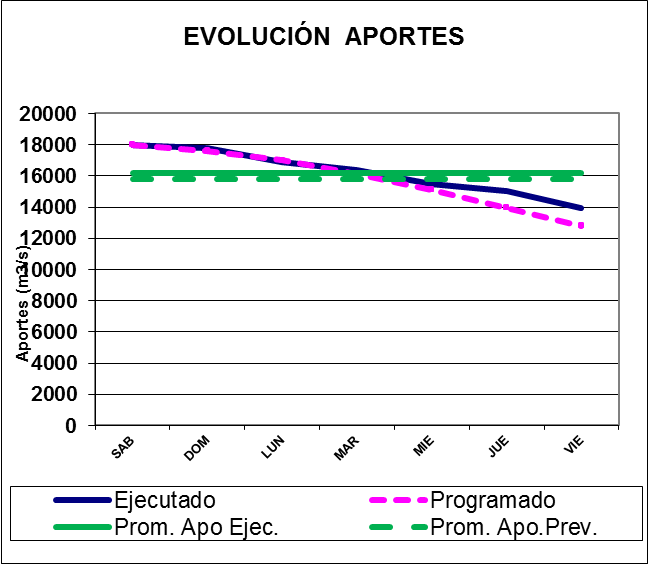 EVOLUCIÓN APORTES
Aportes (m3/s)
20000
18000
16000
14000
12000
10000
8000
6000
4000
2000
0
SAB DOM LUN MAR MIE JUE VIE
Ejecutado Programado
Prom. Apo Ejec. Prom. Apo.Prev.